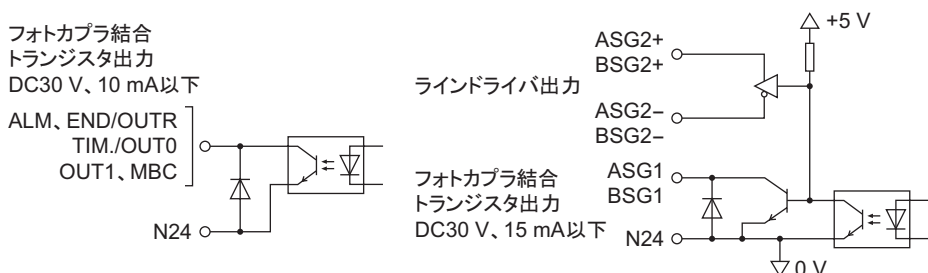 フォトカプラ結合
トランジスタ出力
DC30 V、10 mA以下
ALM、END/OUTR
TIM./OUT0
OUT1、MBC
N24
+5 V
ASG2+
BSG2+
ラインドライバ出力
ASG2−
BSG2−
フォトカプラ結合
トランジスタ出力
DC30 V、15 mA以下
ASG1
BSG1
N24
0 V